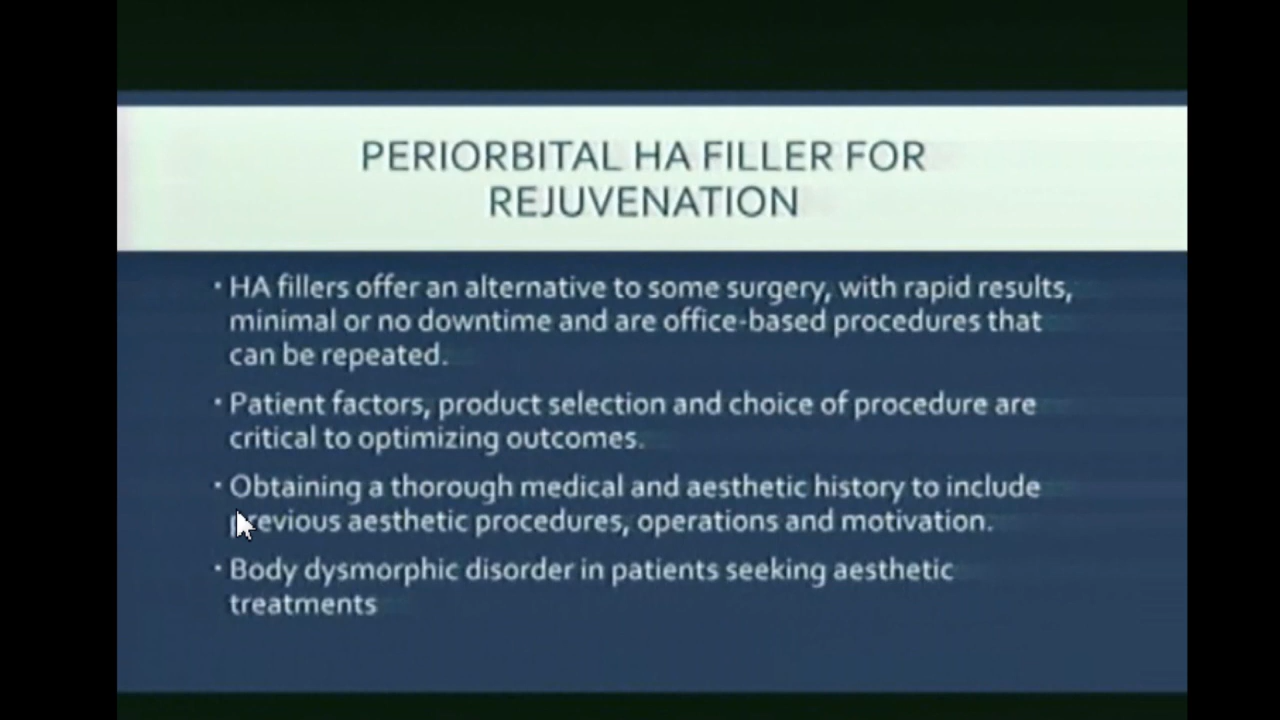 PERIORBITAL HA FILLER FOR
REJUVENATION
· HA fillers offer an alternative to some surgery, with rapid results,
minimal or no downtime and are office-based procedures that
can be repeated.
· Patient factors, product selection and choice of procedure are
critical to optimizing outcomes.
· Obtaining a thorough medical and aesthetic history to include
previous aesthetic procedures, operations and motivation.
· Body dysmorphic disorder in patients seeking aesthetic
treatments